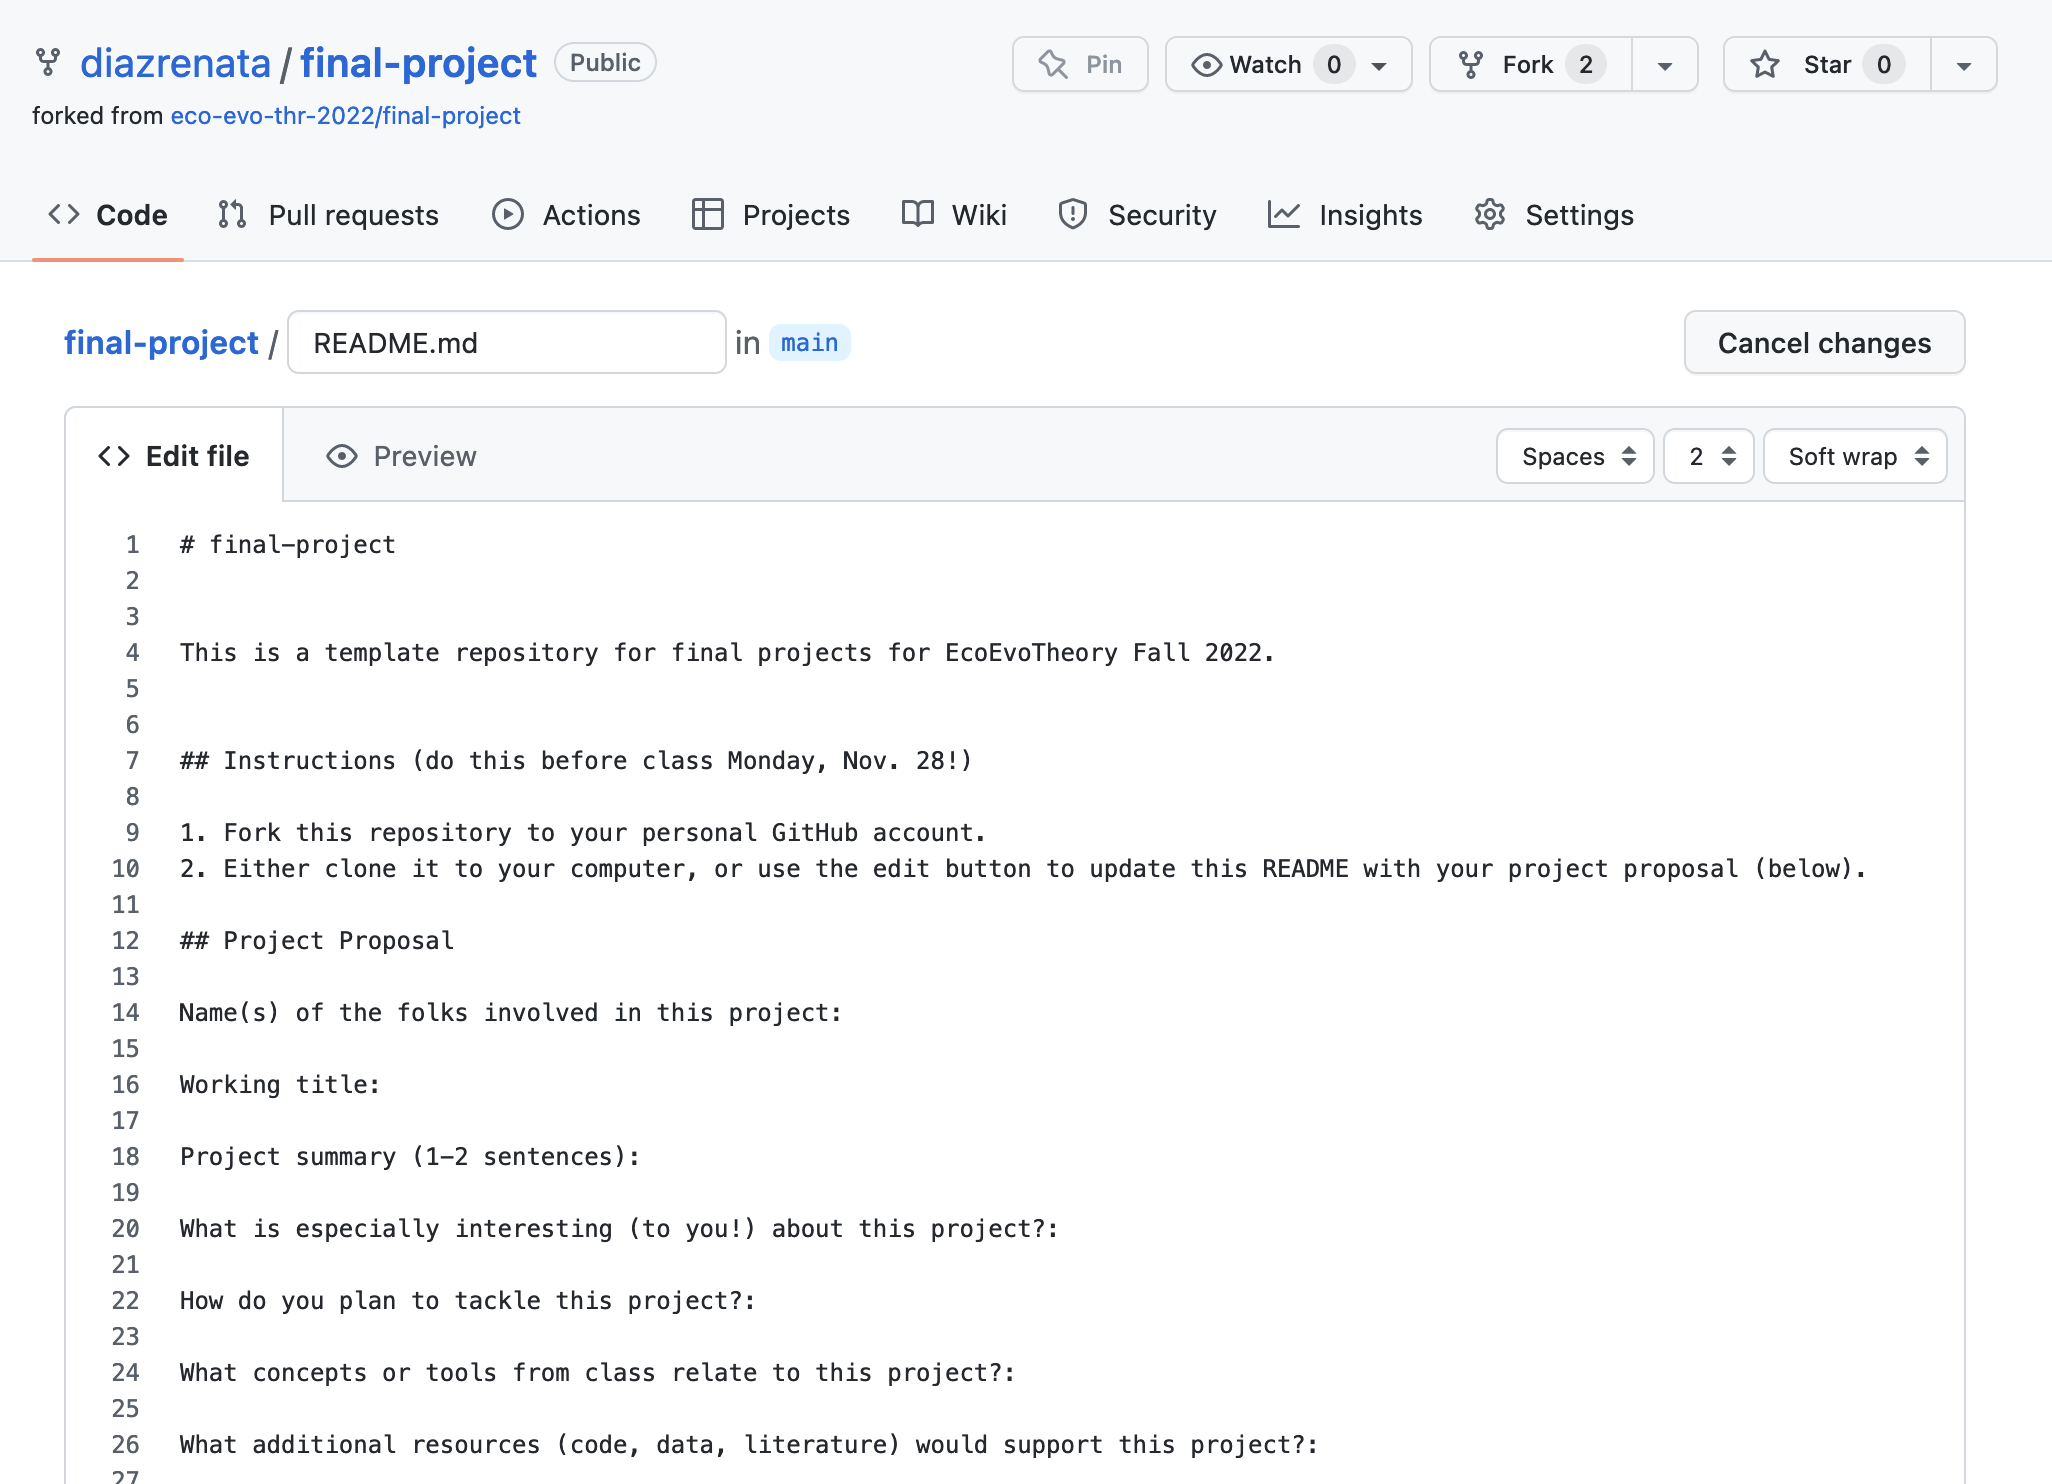 diazrenata / final-project Public Pin Watch 0 Fork 2 Star 0
forked from eco-evo-thr-2022/final-project
Code Pull requests Actions Projects Wiki Security Insights Settings
final-project / README.md in main Cancel changes
Edit file Preview Spaces 2 Soft wrap
1 # final-project
2
3
4 This is a template repository for final projects for EcoEvoTheory Fall 2022.
5
6
7 ## Instructions (do this before class Monday, Nov. 28!)
8
9 1. Fork this repository to your personal GitHub account.
10 2. Either clone it to your computer, or use the edit button to update this README with your project proposal (below).
11
12 ## Project Proposal
13
14 Name(s) of the folks involved in this project:
15
16 Working title:
17
18 Project summary (1-2 sentences):
19
20 What is especially interesting (to you!) about this project?:
21
22 How do you plan to tackle this project?:
23
24 What concepts or tools from class relate to this project?:
25
26 What additional resources (code, data, literature) would support this project?:
27